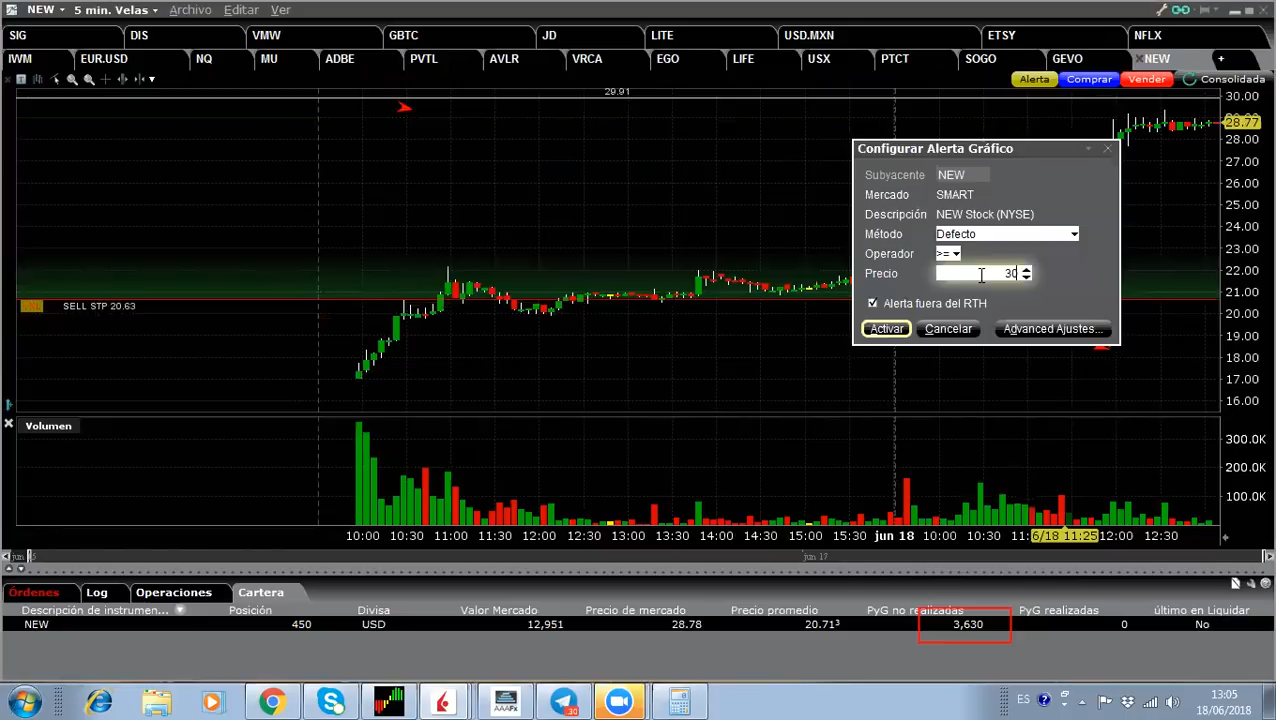 NEW 5 min. Velas Archivo Editar Ver
SIG DIS VMW GBTC JD LITE USD.MXN ETSY NFLX
IWM EUR.USD NQ MU ADBE PVTL AVLR VRCA EGO LIFE USX PTCT SOGO GEVO NEW +
Alerta Comprar Vender Consolidada
29.91
30.00
28.77
28.00
27.00
26.00
25.00
24.00
23.00
22.00
21.00
20.00
19.00
18.00
17.00
16.00
SELL STP 20.63
Configurar Alerta Gráfico
Subyacente NEW
Mercado SMART
Descripción NEW Stock (NYSE)
Método Defecto
Operador >=
Precio 30
Alerta fuera del RTH
Activar Cancelar Advanced Ajustes...
Volumen
300.0K
200.0K
100.0K
10:00 10:30 11:00 11:30 12:00 12:30 13:00 13:30 14:00 14:30 15:00 15:30 jun 18 10:00 10:30 6/18 11:25 12:00 12:30
jun 17
Órdenes Log Operaciones Cartera
Descripción de instrumen... Posición Divisa Valor Mercado Precio de mercado Precio promedio PyG no realizadas PyG realizadas último en Liquidar
NEW 450 USD 12,951 28.78 20.71³ 3,630 0 No
AAAFx
30
ES
13:05
18/06/2018